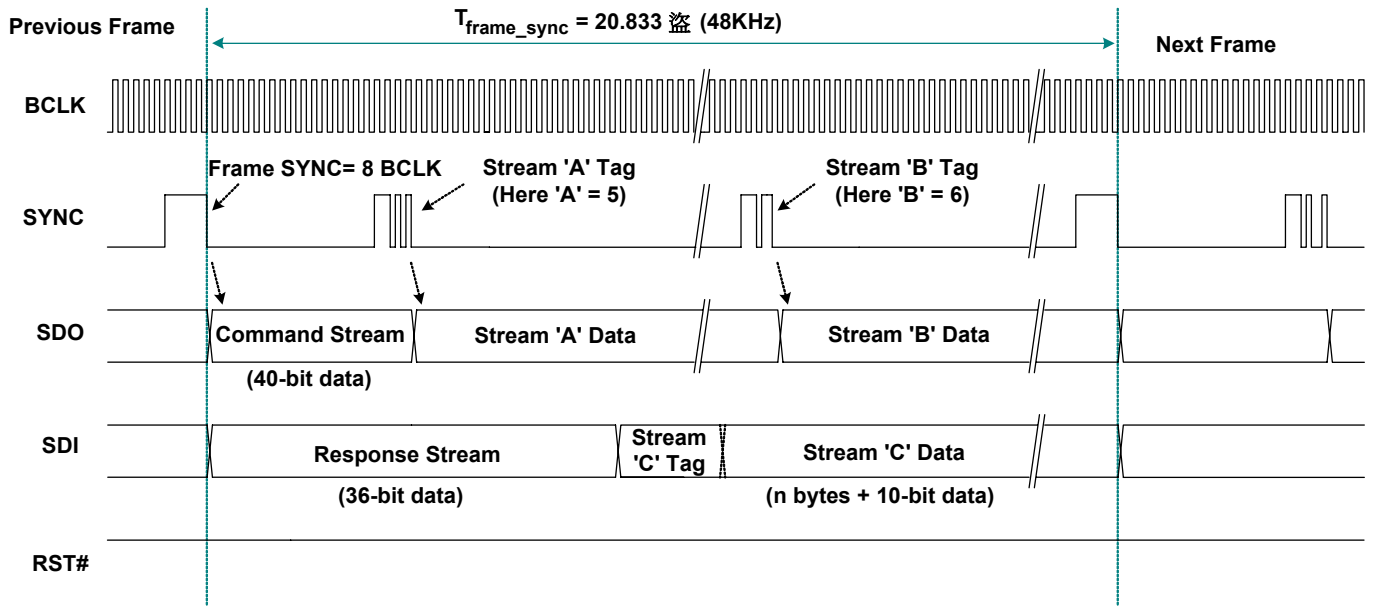 Previous Frame
T frame_sync = 20.833 盜 (48KHz)
Next Frame
BCLK
Frame SYNC= 8 BCLK
Stream 'A' Tag
(Here 'A' = 5)
Stream 'B' Tag
(Here 'B' = 6)
SYNC
SDO
Command Stream
Stream 'A' Data
Stream 'B' Data
(40-bit data)
SDI
Response Stream
Stream
'C' Tag
Stream 'C' Data
(36-bit data)
(n bytes + 10-bit data)
RST#